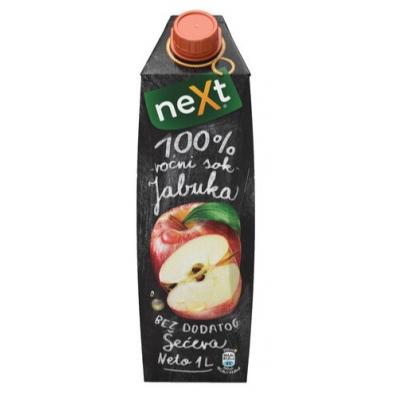 neXt
100%
voćni sok
Jabuka
BEZ DODATOG
Šećera
Neto 1L